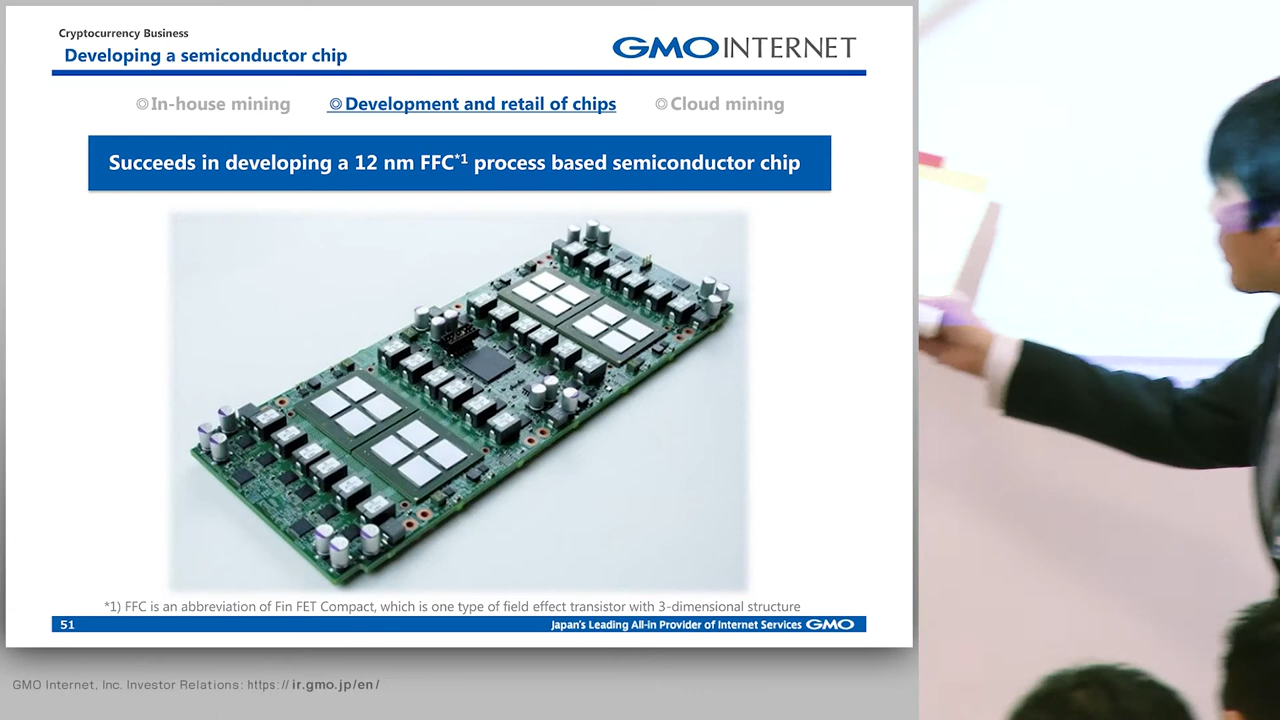 Cryptocurrency Business
Developing a semiconductor chip
GMO INTERNET
◎In-house mining ◎Development and retail of chips ◎Cloud mining
Succeeds in developing a 12 nm FFC*1 process based semiconductor chip
*1) FFC is an abbreviation of Fin FET Compact, which is one type of field effect transistor with 3-dimensional structure
51 Japan's Leading All-in Provider of Internet Services GMO
GMO Internet, Inc. Investor Relations: https://ir.gmo.jp/en/